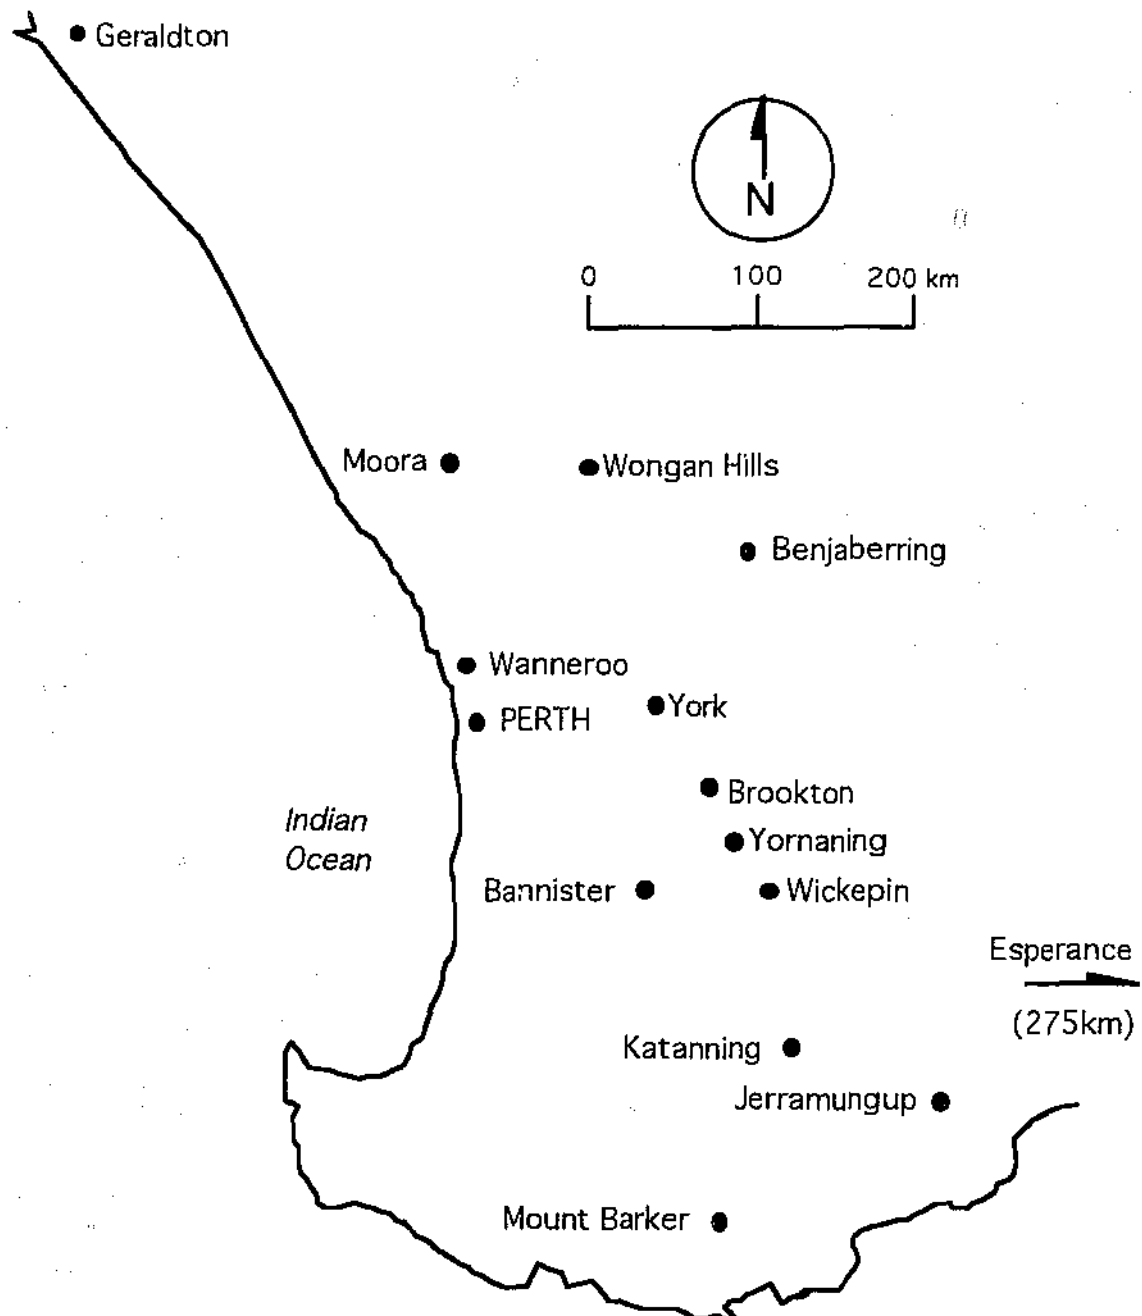 Geraldton
N
0 100 200 km
Moora
Wongan Hills
Benjaberring
Wanneroo
York
PERTH
Brookton
Indian
Ocean
Yornaning
Bannister
Wickepin
Esperance
(275km)
Katanning
Jerramungup
Mount Barker